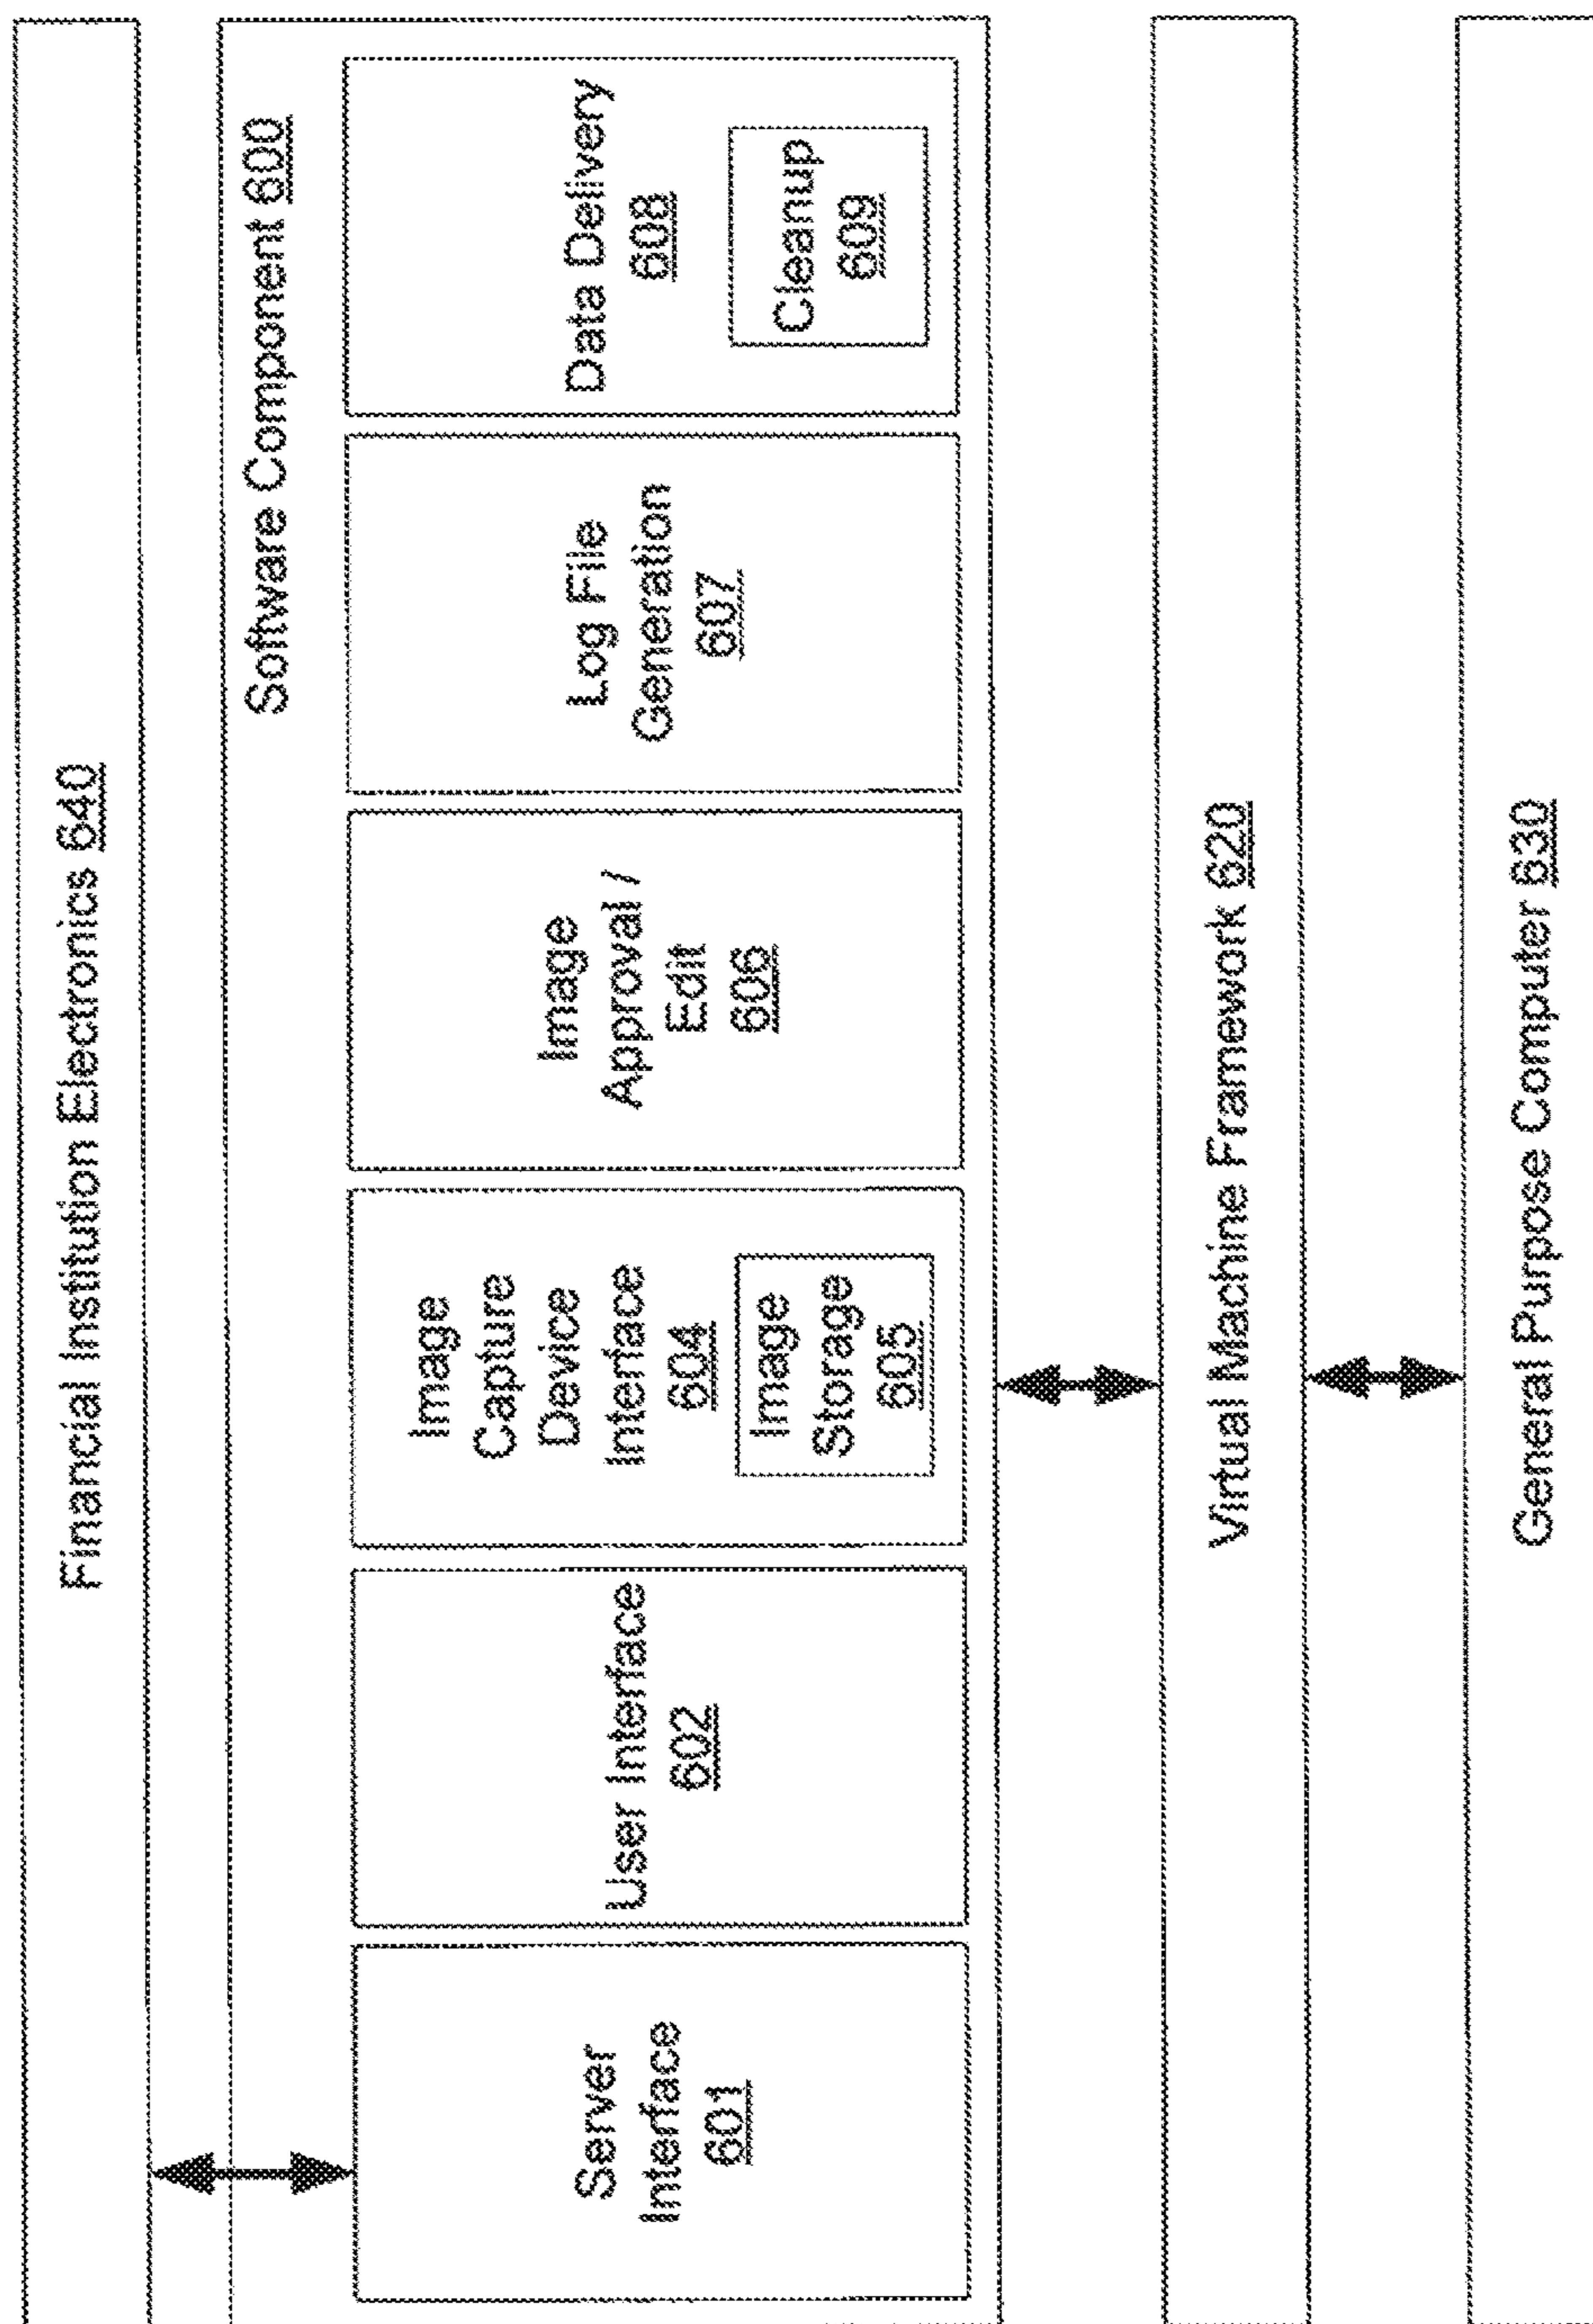 Financial Institution Electronics 640
Software Component 600
Server
Interface
601
User Interface
602
Image
Capture
Device
Interface
604
Image
Storage
605
Image
Approval /
Edit
606
Log File
Generation
607
Data Delivery
608
Cleanup
609
Virtual Machine Framework 620
General Purpose Computer 630